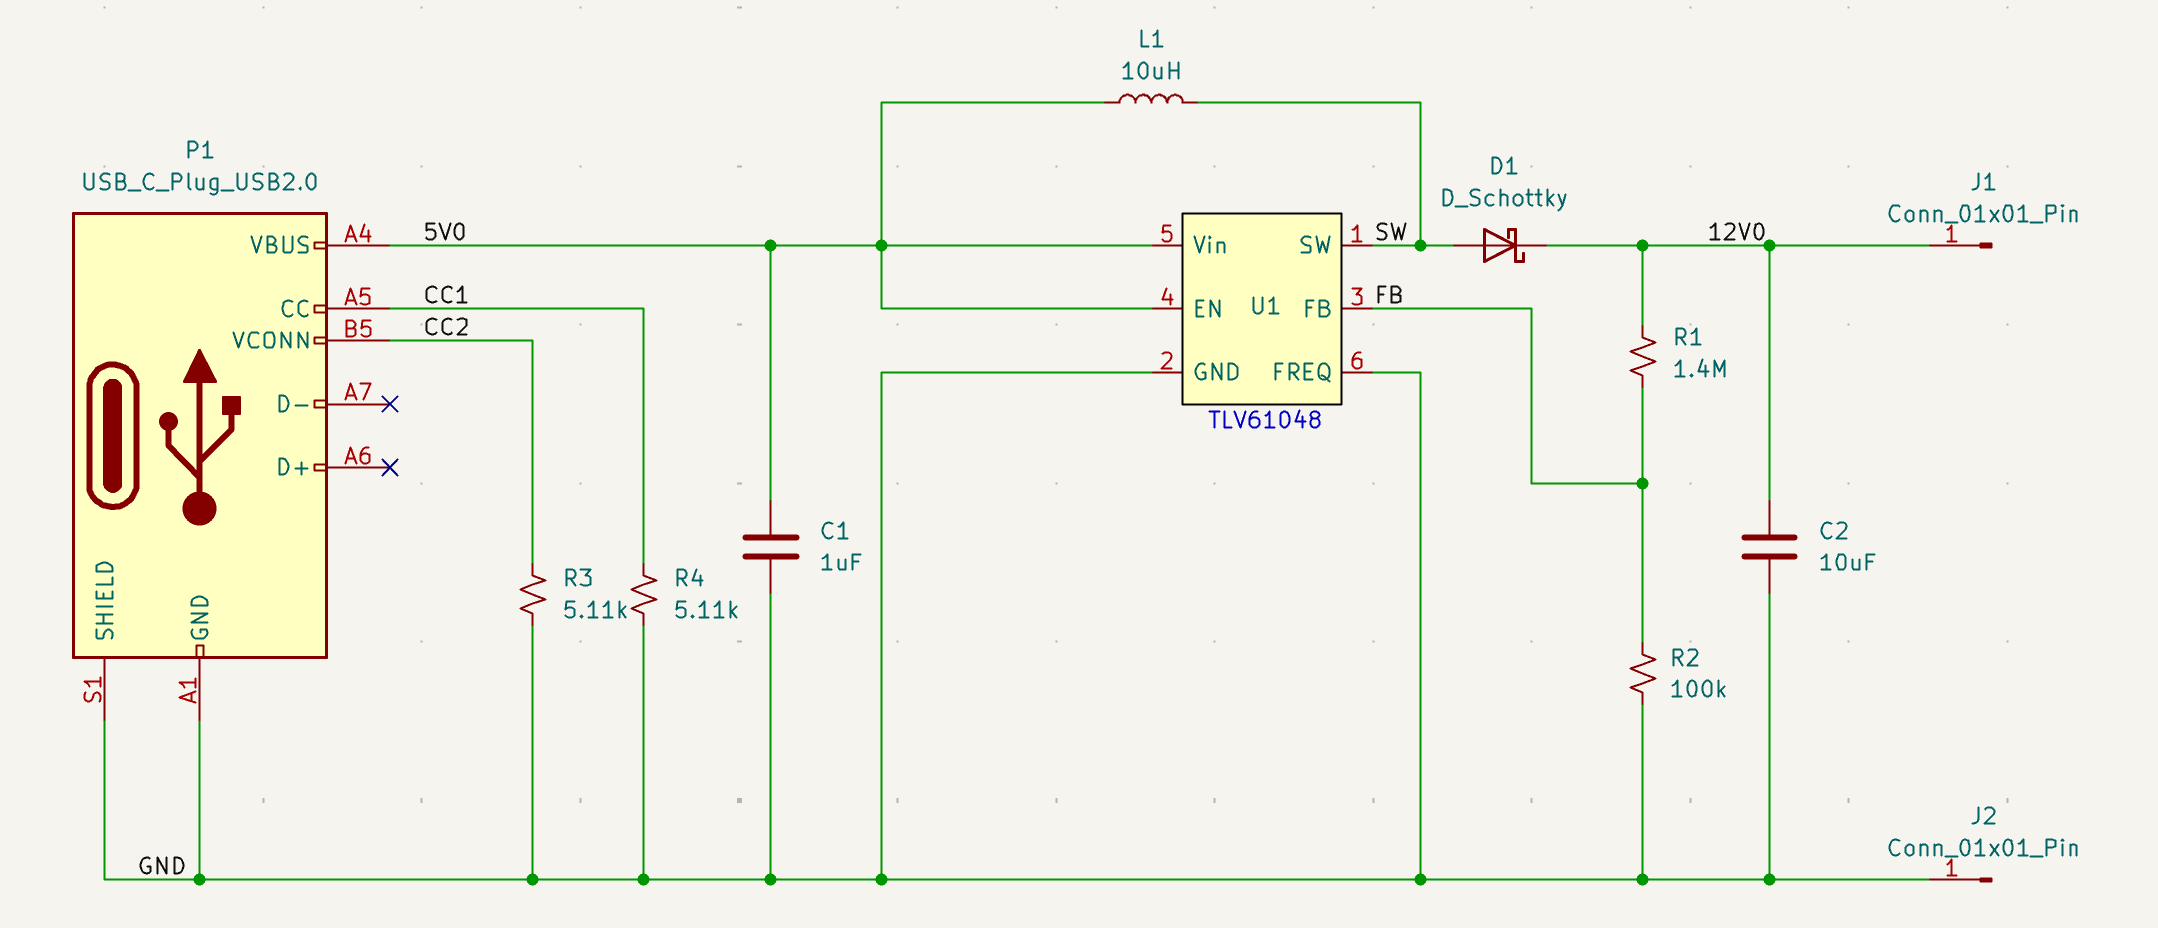 L1
10uH
P1
USB_C_Plug_USB2.0
D1
D_Schottky
J1
Conn_01x01_Pin
VBUS A4 5V0
5 Vin SW 1 SW
12V0
1
CC A5 CC1
VCONN B5 CC2
4 EN U1 FB 3 FB
2 GND FREQ 6
TLV61048
R1
1.4M
D- A7
D+ A6
C1
1uF
C2
10uF
R3
5.11k
R4
5.11k
SHIELD
GND
S1
A1
R2
100k
J2
Conn_01x01_Pin
GND
1